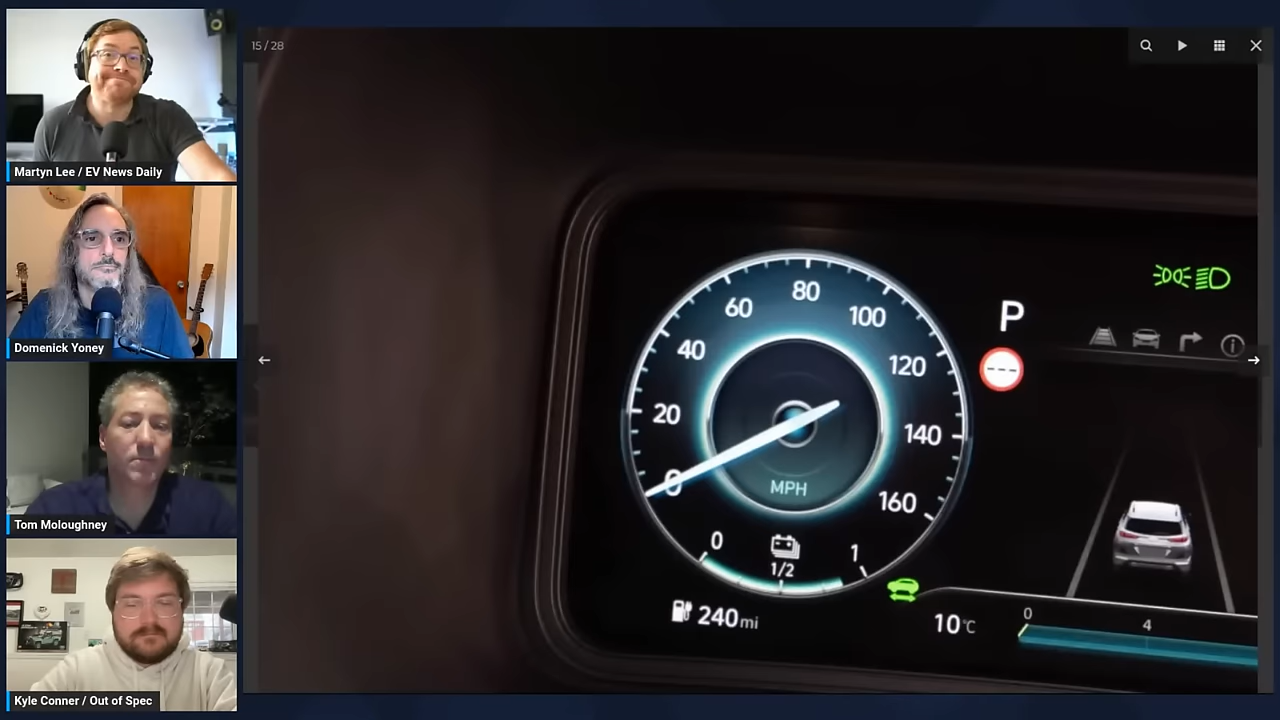 Martyn Lee / EV News Daily
Domenick Yoney
Tom Moloughney
Kyle Conner / Out of Spec
15 / 28
0
20
40
60
80
100
120
140
160
MPH
0
1/2
1
240mi
P
---
10°C
0
4